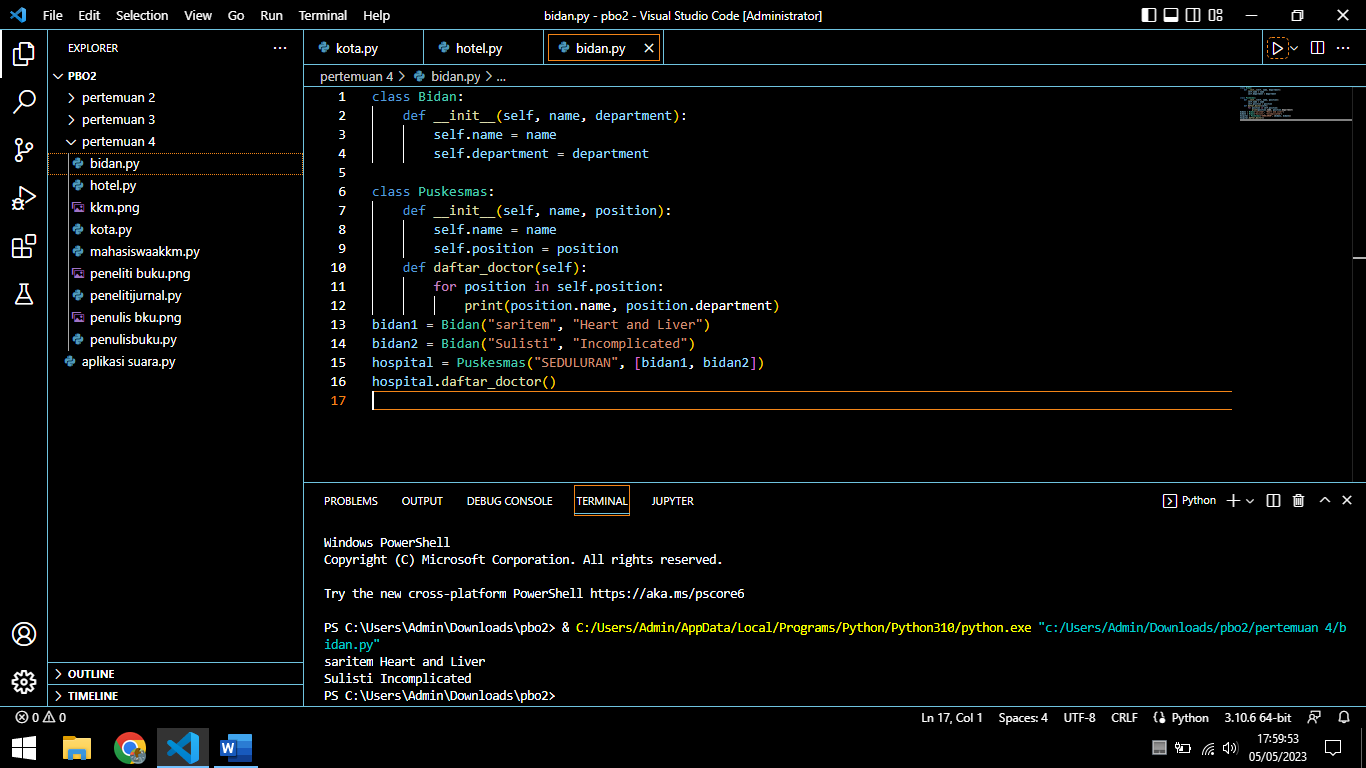 File Edit Selection View Go Run Terminal Help bidan.py - pbo2 - Visual Studio Code [Administrator]
EXPLORER
PBO2
pertemuan 2
pertemuan 3
pertemuan 4
bidan.py
hotel.py
kkm.png
kota.py
mahasiswaakkm.py
peneliti buku.png
penelitijurnal.py
penulis bku.png
penulisbuku.py
aplikasi suara.py
OUTLINE
TIMELINE
kota.py hotel.py bidan.py
pertemuan 4 > bidan.py > ...
1 class Bidan:
2 def __init__(self, name, department):
3 self.name = name
4 self.department = department
5
6 class Puskesmas:
7 def __init__(self, name, position):
8 self.name = name
9 self.position = position
10 def daftar_doctor(self):
11 for position in self.position:
12 print(position.name, position.department)
13 bidan1 = Bidan("saritem", "Heart and Liver")
14 bidan2 = Bidan("Sulisti", "Incomplicated")
15 hospital = Puskesmas("SEDULURAN", [bidan1, bidan2])
16 hospital.daftar_doctor()
17
PROBLEMS OUTPUT DEBUG CONSOLE TERMINAL JUPYTER Python
Windows PowerShell
Copyright (C) Microsoft Corporation. All rights reserved.
Try the new cross-platform PowerShell https://aka.ms/pscore6
PS C:\Users\Admin\Downloads\pbo2> & C:/Users/Admin/AppData/Local/Programs/Python/Python310/python.exe "c:/Users/Admin/Downloads/pbo2/pertemuan 4/b
idan.py"
saritem Heart and Liver
Sulisti Incomplicated
PS C:\Users\Admin\Downloads\pbo2>
0 0 Ln 17, Col 1 Spaces: 4 UTF-8 CRLF Python 3.10.6 64-bit
17:59:53
05/05/2023